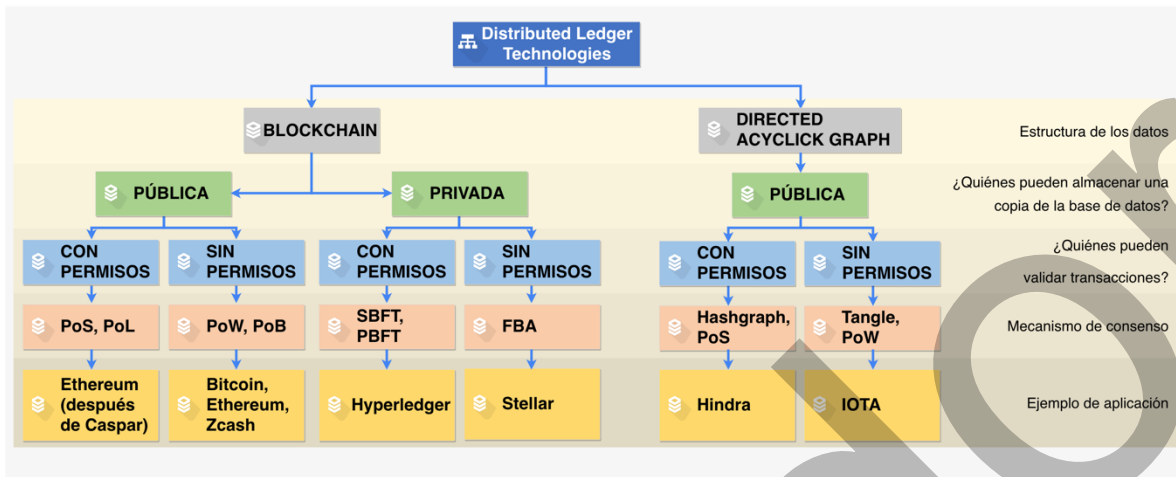 Distributed Ledger
Technologies
BLOCKCHAIN
DIRECTED
ACYCLICK GRAPH
Estructura de los datos
PÚBLICA
PRIVADA
PÚBLICA
¿Quiénes pueden almacenar una
copia de la base de datos?
CON
PERMISOS
SIN
PERMISOS
CON
PERMISOS
SIN
PERMISOS
CON
PERMISOS
SIN
PERMISOS
¿Quiénes pueden
validar transacciones?
PoS, PoL
PoW, PoB
SBFT,
PBFT
FBA
Hashgraph,
PoS
Tangle,
PoW
Mecanismo de consenso
Ethereum
(después
de Caspar)
Bitcoin,
Ethereum,
Zcash
Hyperledger
Stellar
Hindra
IOTA
Ejemplo de aplicación